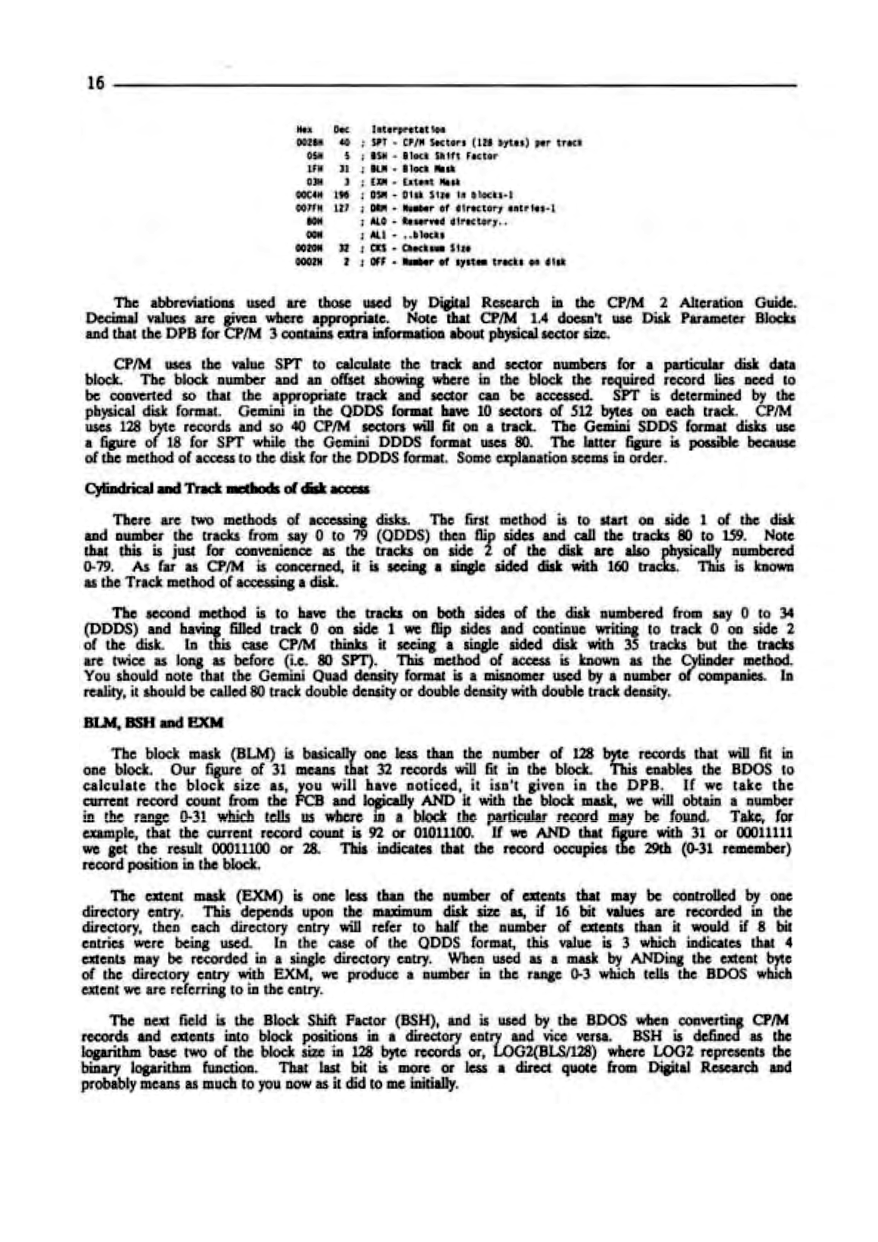 16
Hex Dec Interpretation
0028H 40 ; SPT - CP/M Sectors (128 bytes) per track
05H 5 ; BSH - Block Shift Factor
1FH 31 ; BLM - Block Mask
03H 3 ; EXM - Extent Mask
00C4H 196 ; DSM - Disk Size in blocks-1
007FH 127 ; DRM - Number of directory entries-1
80H ; AL0 - Reserved directory..
00H ; AL1 - ..blocks
0020H 32 ; CKS - Checksum Size
0002H 2 ; OFF - Number of system tracks on disk
The abbreviations used are those used by Digital Research in the CP/M 2 Alteration Guide.
Decimal values are given where appropriate. Note that CP/M 1.4 doesn't use Disk Parameter Blocks
and that the DPB for CP/M 3 contains extra information about physical sector size.
CP/M uses the value SPT to calculate the track and sector numbers for a particular disk data
block. The block number and an offset showing where in the block the required record lies need to
be converted so that the appropriate track and sector can be accessed. SPT is determined by the
physical disk format. Gemini in the QDDS format have 10 sectors of 512 bytes on each track. CP/M
uses 128 byte records and so 40 CP/M sectors will fit on a track. The Gemini SDDS format disks use
a figure of 18 for SPT while the Gemini DDDS format uses 80. The latter figure is possible because
of the method of access to the disk for the DDDS format. Some explanation seems in order.
Cylindrical and Track methods of disk access
There are two methods of accessing disks. The first method is to start on side 1 of the disk
and number the tracks from say 0 to 79 (QDDS) then flip sides and call the tracks 80 to 159. Note
that this is just for convenience as the tracks on side 2 of the disk are also physically numbered
0-79. As far as CP/M is concerned, it is seeing a single sided disk with 160 tracks. This is known
as the Track method of accessing a disk.
The second method is to have the tracks on both sides of the disk numbered from say 0 to 34
(DDDS) and having filled track 0 on side 1 we flip sides and continue writing to track 0 on side 2
of the disk. In this case CP/M thinks it seeing a single sided disk with 35 tracks but the tracks
are twice as long as before (i.e. 80 SPT). This method of access is known as the Cylinder method.
You should note that the Gemini Quad density format is a misnomer used by a number of companies. In
reality, it should be called 80 track double density or double density with double track density.
BLM, BSH and EXM
The block mask (BLM) is basically one less than the number of 128 byte records that will fit in
one block. Our figure of 31 means that 32 records will fit in the block. This enables the BDOS to
calculate the block size as, you will have noticed, it isn't given in the DPB. If we take the
current record count from the FCB and logically AND it with the block mask, we will obtain a number
in the range 0-31 which tells us where in a block the particular record may be found. Take, for
example, that the current record count is 92 or 01011100. If we AND that figure with 31 or 00011111
we get the result 00011100 or 28. This indicates that the record occupies the 29th (0-31 remember)
record position in the block.
The extent mask (EXM) is one less than the number of extents that may be controlled by one
directory entry. This depends upon the maximum disk size as, if 16 bit values are recorded in the
directory, then each directory entry will refer to half the number of extents than it would if 8 bit
entries were being used. In the case of the QDDS format, this value is 3 which indicates that 4
extents may be recorded in a single directory entry. When used as a mask by ANDing the extent byte
of the directory entry with EXM, we produce a number in the range 0-3 which tells the BDOS which
extent we are referring to in the entry.
The next field is the Block Shift Factor (BSH), and is used by the BDOS when converting CP/M
records and extents into block positions in a directory entry and vice versa. BSH is defined as the
logarithm base two of the block size in 128 byte records or, LOG2(BLS/128) where LOG2 represents the
binary logarithm function. That last bit is more or less a direct quote from Digital Research and
probably means as much to you now as it did to me initially.